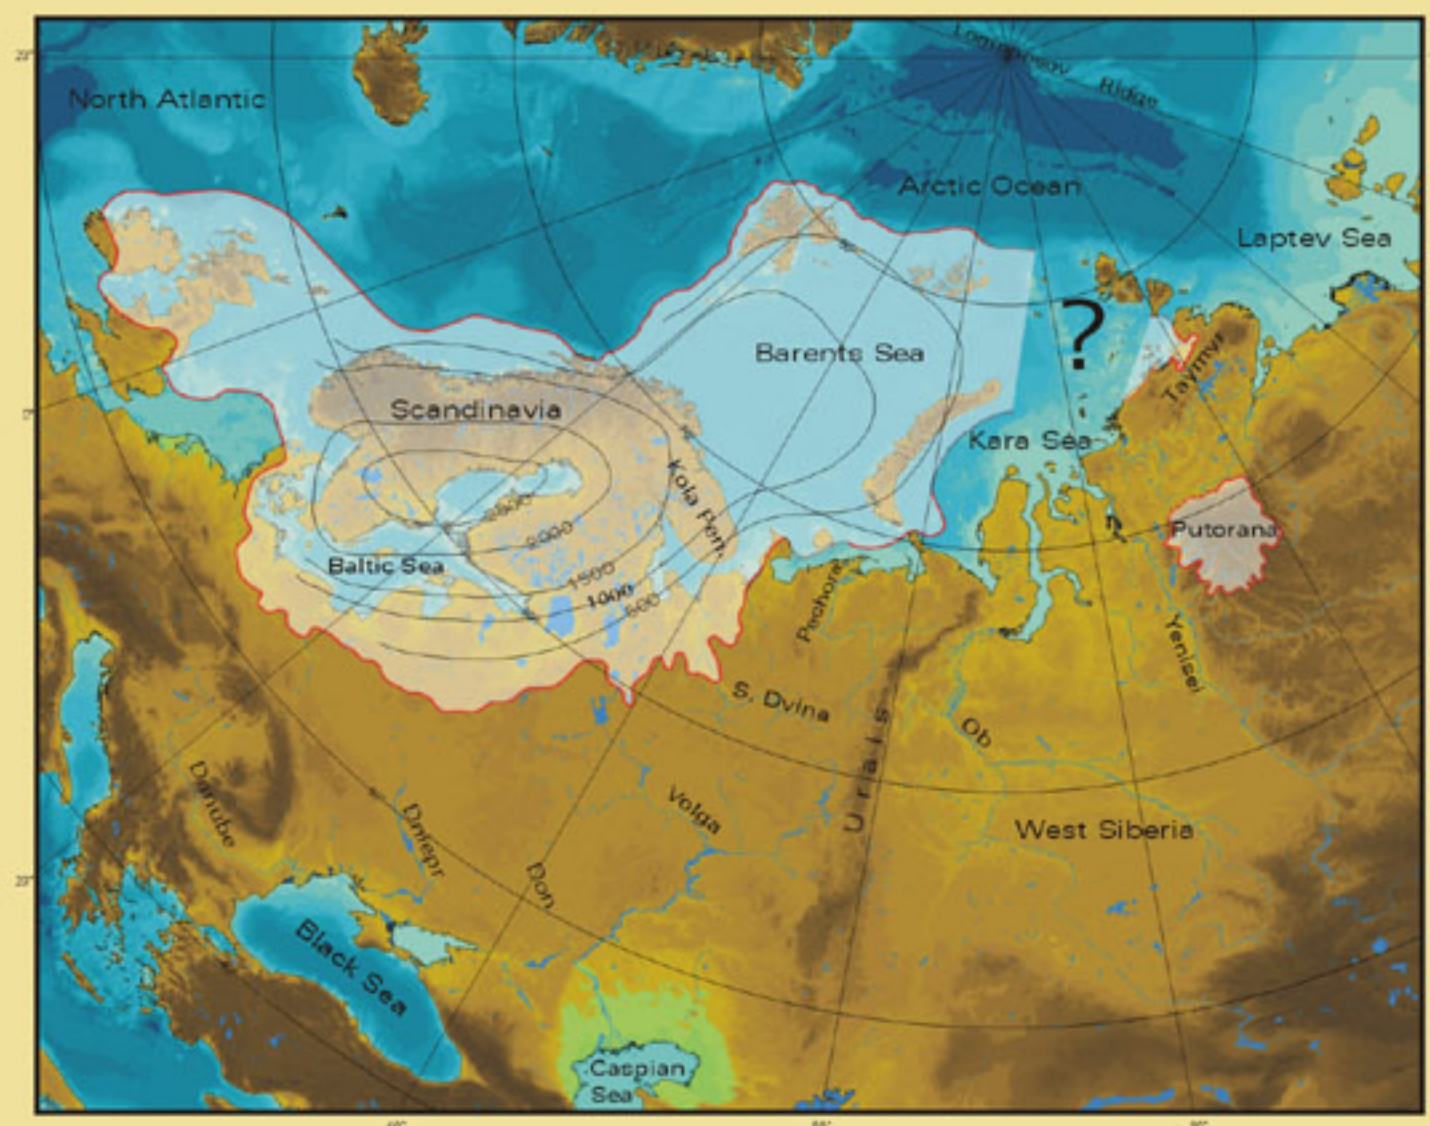 Lomonosov
Ridge
North Atlantic
Arctic Ocean
Laptev Sea
?
Barents Sea
Taymyr
Scandinavia
Kara Sea
Kola Pen.
2500
2000
Putorana
Baltic Sea
1500
1000
500
Pechora
Yenisei
S. Dvina
Ob
Urals
Danube
Dniepr
Volga
West Siberia
Don
Black Sea
Caspian
Sea